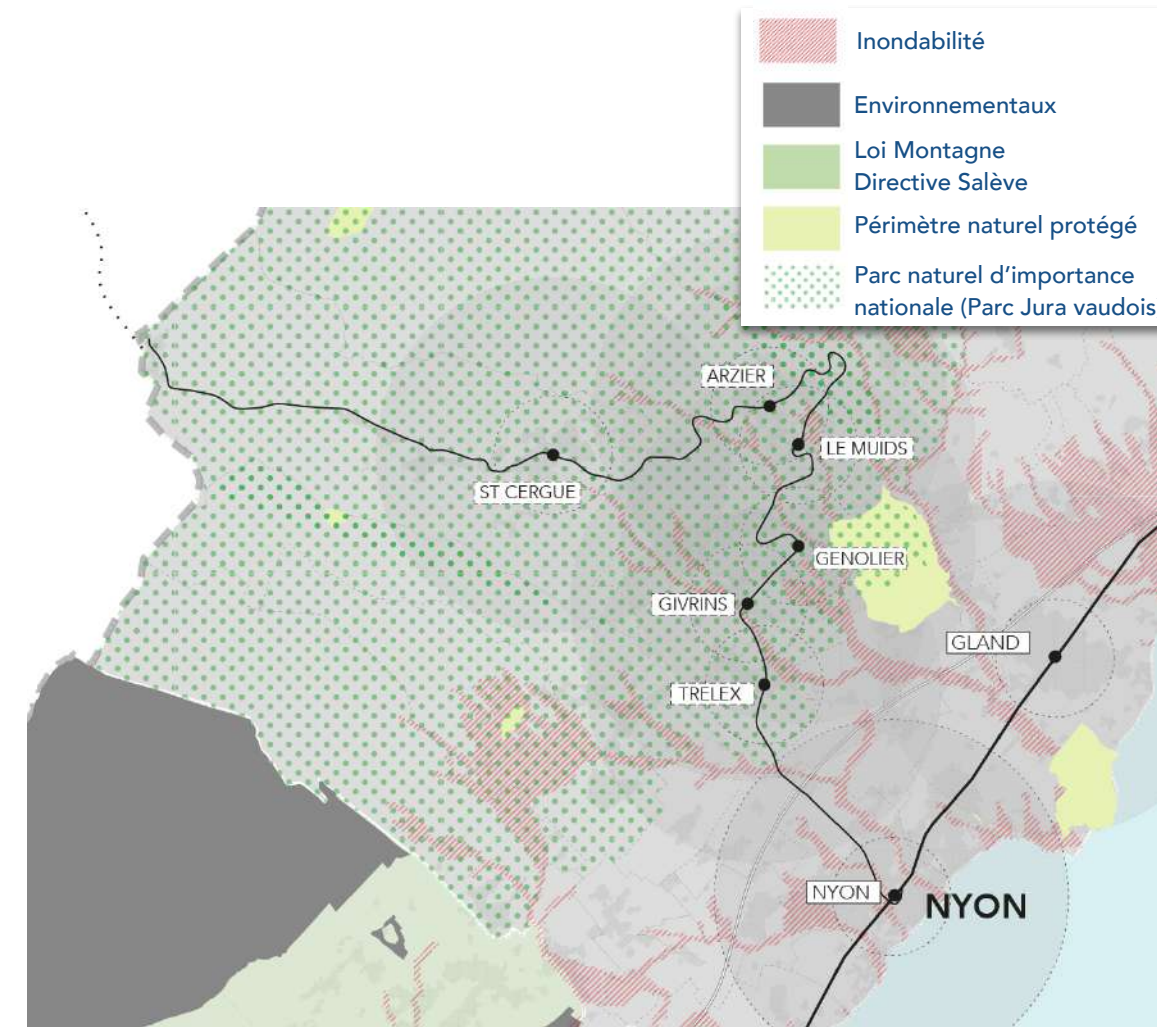 Inondabilité
Environnementaux
Loi Montagne
Directive Salève
Périmètre naturel protégé
Parc naturel d'importance
nationale (Parc Jura vaudois
ARZIER
LE MUIDS
ST CERGUE
GENOLIER
GIVRINS
GLAND
TRELEX
NYON
NYON